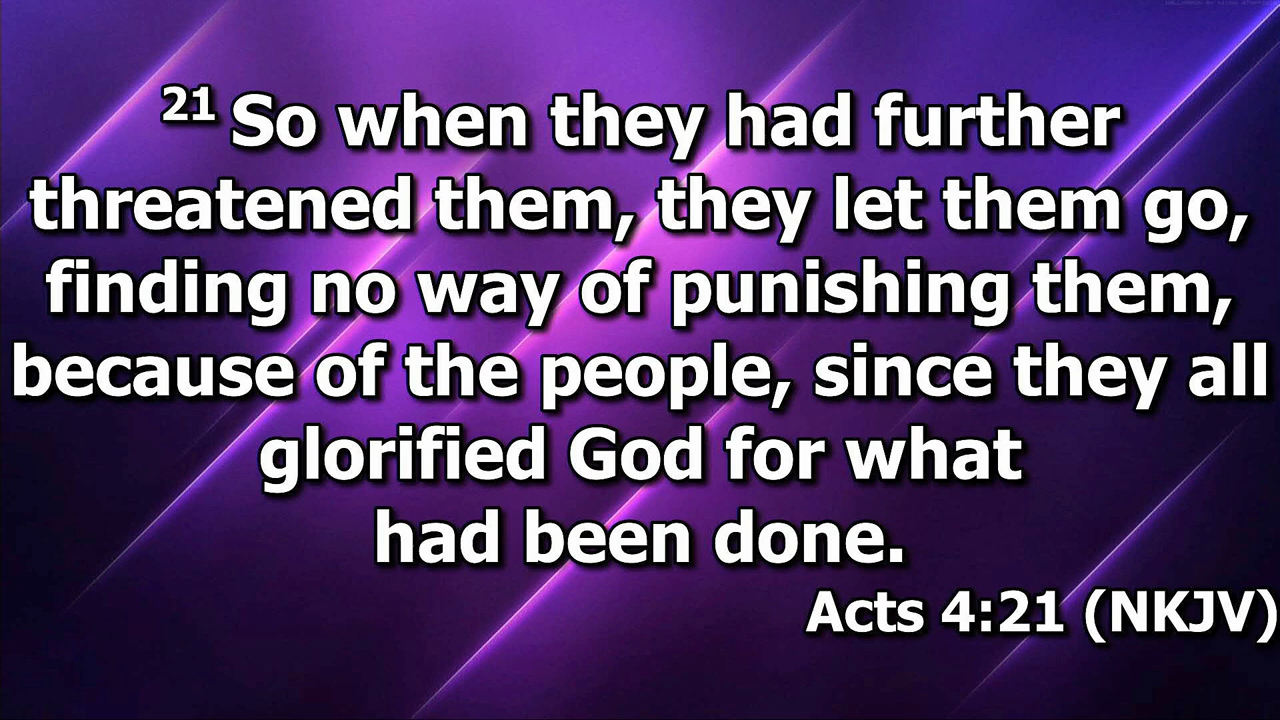 21 So when they had further
threatened them, they let them go,
finding no way of punishing them,
because of the people, since they all
glorified God for what
had been done.
Acts 4:21 (NKJV)